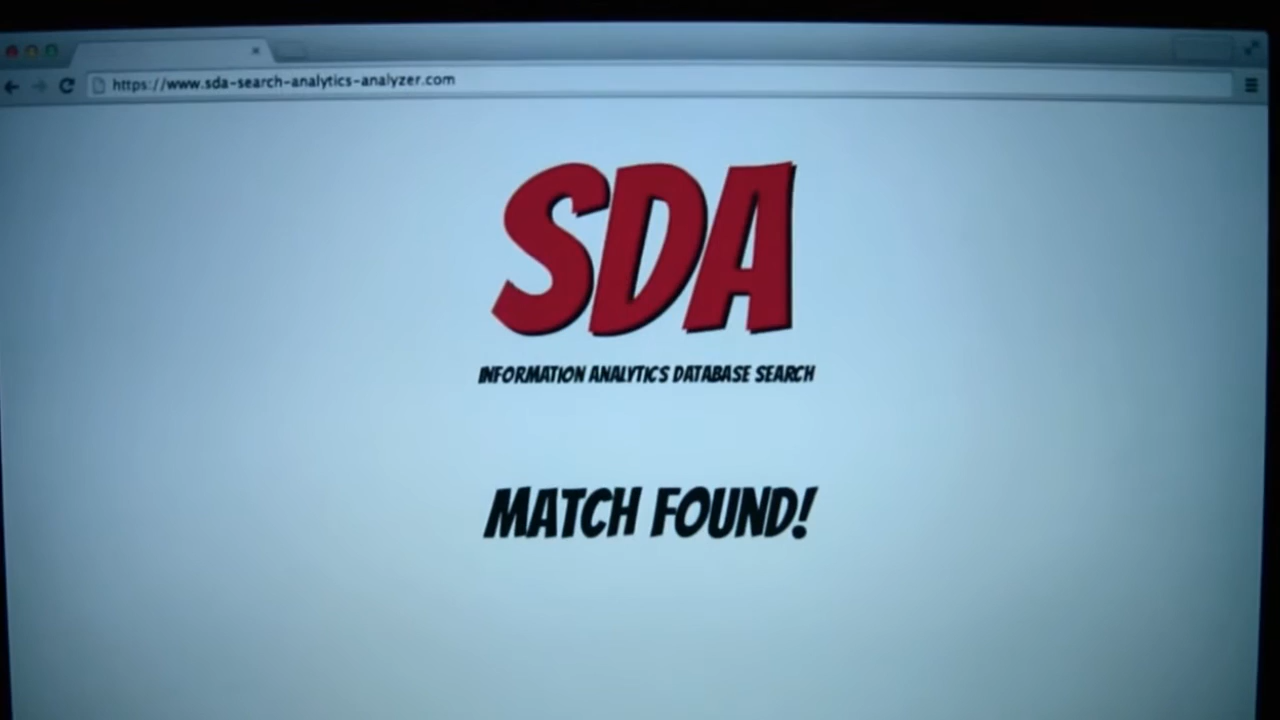 https://www.sda-search-analytics-analyzer.com
SDA
INFORMATION ANALYTICS DATABASE SEARCH
MATCH FOUND!